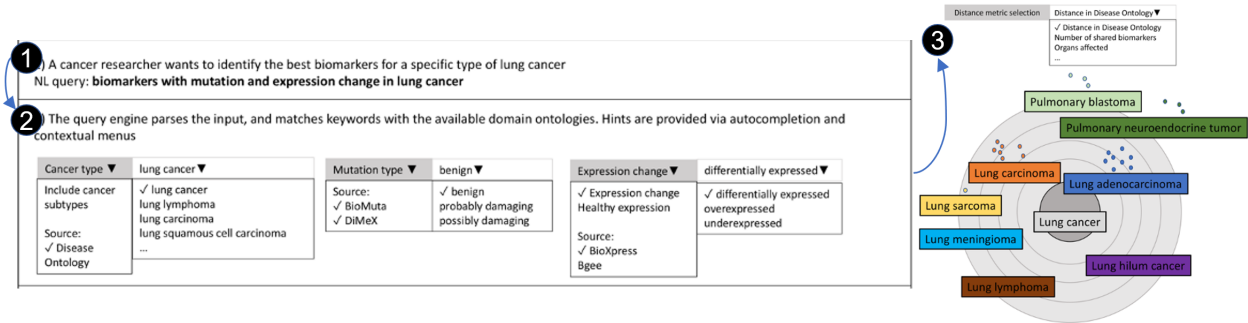 1
) A cancer researcher wants to identify the best biomarkers for a specific type of lung cancer
NL query: biomarkers with mutation and expression change in lung cancer
2
) The query engine parses the input, and matches keywords with the available domain ontologies. Hints are provided via autocompletion and
contextual menus
Cancer type ▼ lung cancer ▼
Include cancer
subtypes
Source:
✓ Disease
Ontology
✓ lung cancer
lung lymphoma
lung carcinoma
lung squamous cell carcinoma
...
Mutation type ▼ benign ▼
Source:
✓ BioMuta
✓ DiMeX
✓ benign
probably damaging
possibly damaging
Expression change ▼ differentially expressed ▼
✓ Expression change
Healthy expression
Source:
✓ BioXpress
Bgee
✓ differentially expressed
overexpressed
underexpressed
3
Distance metric selection Distance in Disease Ontology ▼
✓ Distance in Disease Ontology
Number of shared biomarkers
Organs affected
...
Pulmonary blastoma
Pulmonary neuroendocrine tumor
Lung carcinoma
Lung adenocarcinoma
Lung sarcoma
Lung cancer
Lung meningioma
Lung hilum cancer
Lung lymphoma